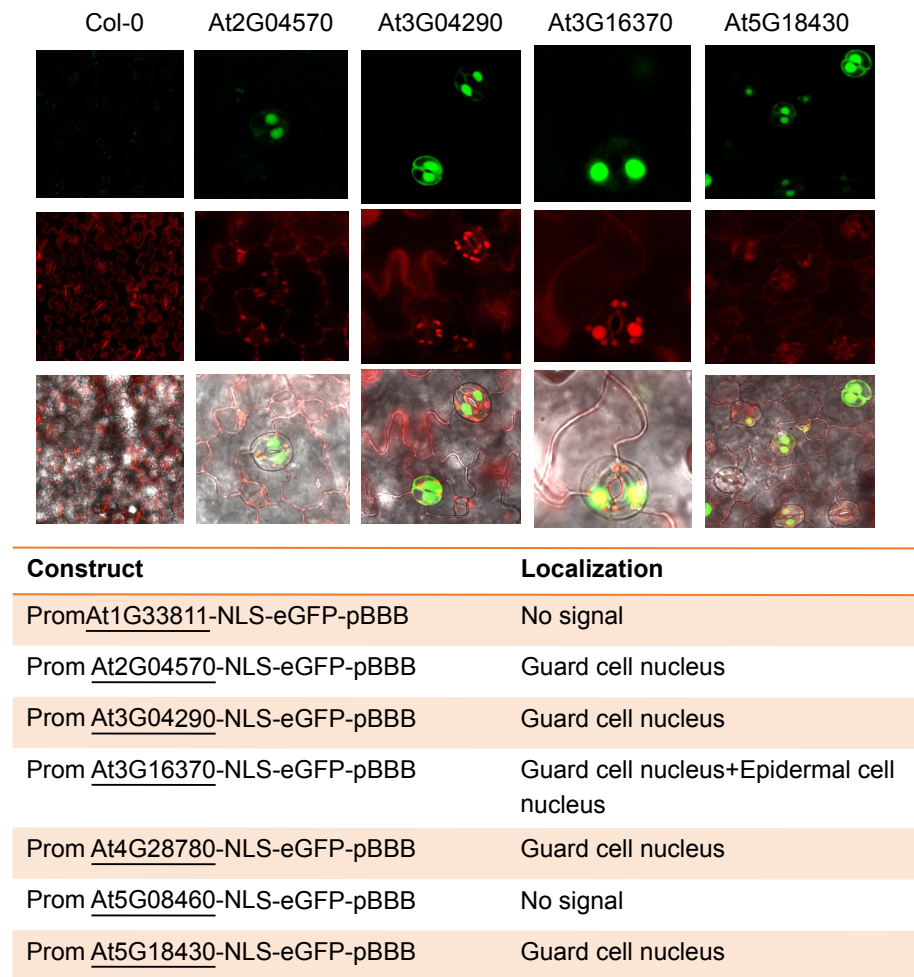 Col-0 At2G04570 At3G04290 At3G16370 At5G18430
Construct Localization
PromAt1G33811-NLS-eGFP-pBBB No signal
Prom At2G04570-NLS-eGFP-pBBB Guard cell nucleus
Prom At3G04290-NLS-eGFP-pBBB Guard cell nucleus
Prom At3G16370-NLS-eGFP-pBBB Guard cell nucleus+Epidermal cell
nucleus
Prom At4G28780-NLS-eGFP-pBBB Guard cell nucleus
Prom At5G08460-NLS-eGFP-pBBB No signal
Prom At5G18430-NLS-eGFP-pBBB Guard cell nucleus